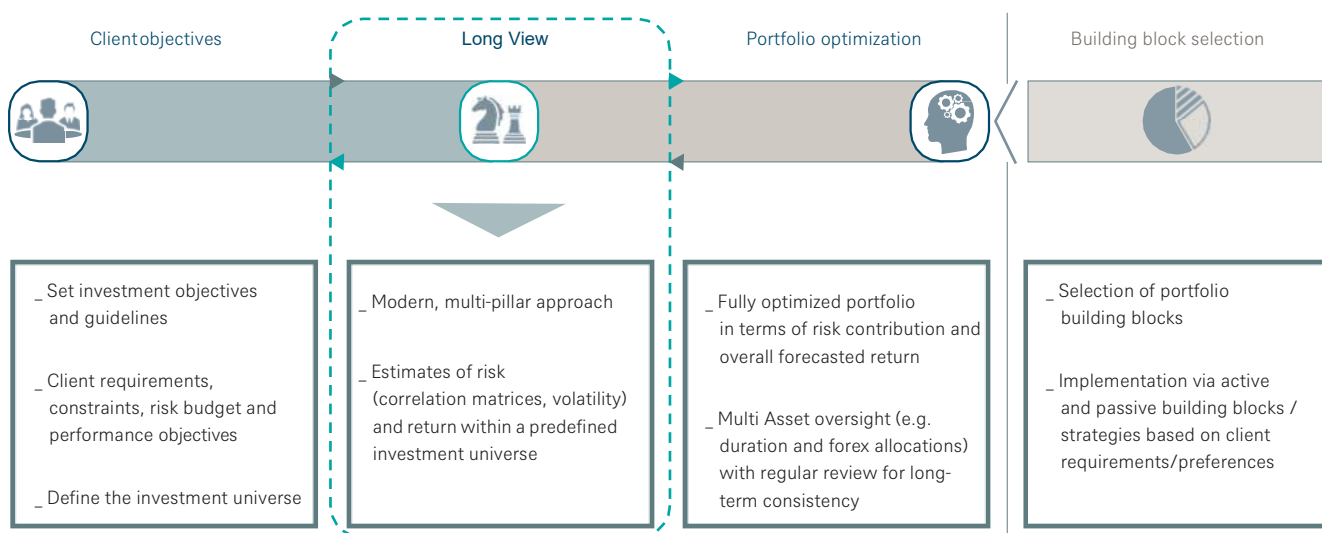 Client objectives
Long View
Portfolio optimization
Building block selection
_ Set investment objectives
and guidelines
_ Client requirements,
constraints, risk budget and
performance objectives
_ Define the investment universe
_ Modern, multi-pillar approach
_ Estimates of risk
(correlation matrices, volatility)
and return within a predefined
investment universe
_ Fully optimized portfolio
in terms of risk contribution and
overall forecasted return
_ Multi Asset oversight (e.g.
duration and forex allocations)
with regular review for long-
term consistency
_ Selection of portfolio
building blocks
_ Implementation via active
and passive building blocks /
strategies based on client
requirements/preferences